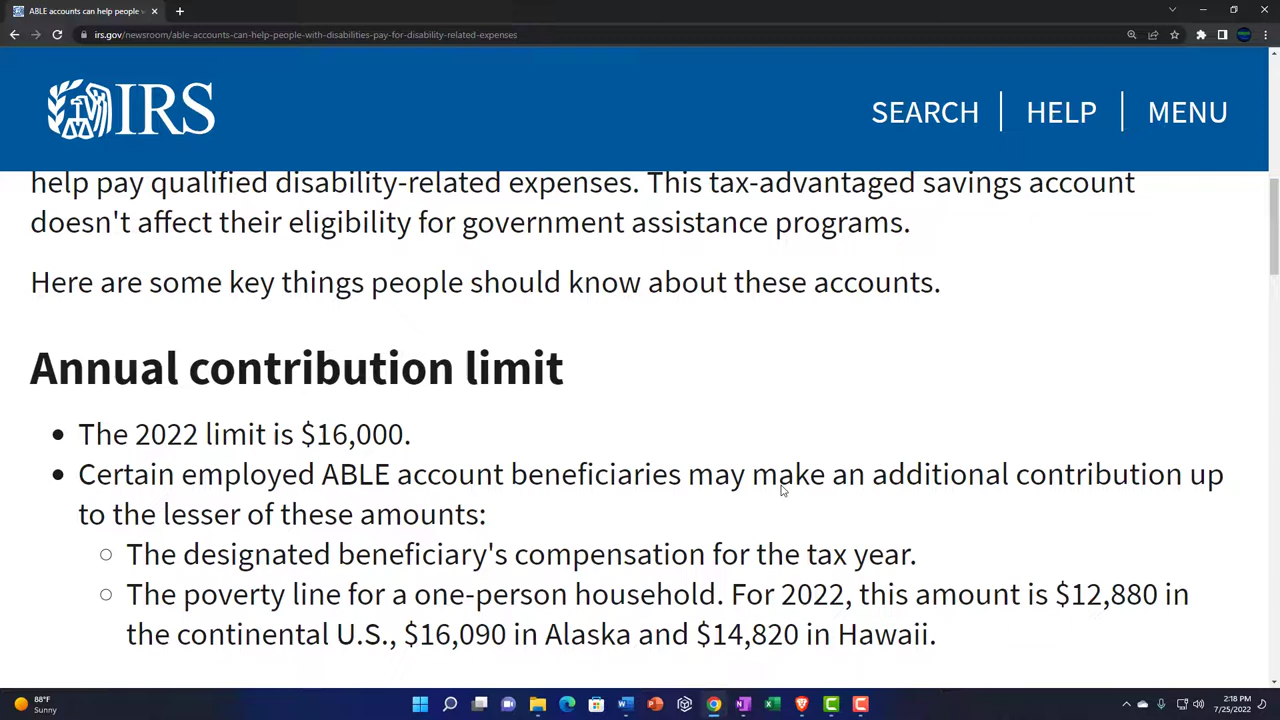 ABLE accounts can help people w
irs.gov/newsroom/able-accounts-can-help-people-with-disabilities-pay-for-disability-related-expenses
IRS
SEARCH
HELP
MENU
help pay qualified disability-related expenses. This tax-advantaged savings account
doesn't affect their eligibility for government assistance programs.
Here are some key things people should know about these accounts.
Annual contribution limit
• The 2022 limit is $16,000.
• Certain employed ABLE account beneficiaries may make an additional contribution up
to the lesser of these amounts:
○ The designated beneficiary's compensation for the tax year.
○ The poverty line for a one-person household. For 2022, this amount is $12,880 in
the continental U.S., $16,090 in Alaska and $14,820 in Hawaii.
88°F
Sunny
2:18 PM
7/25/2022